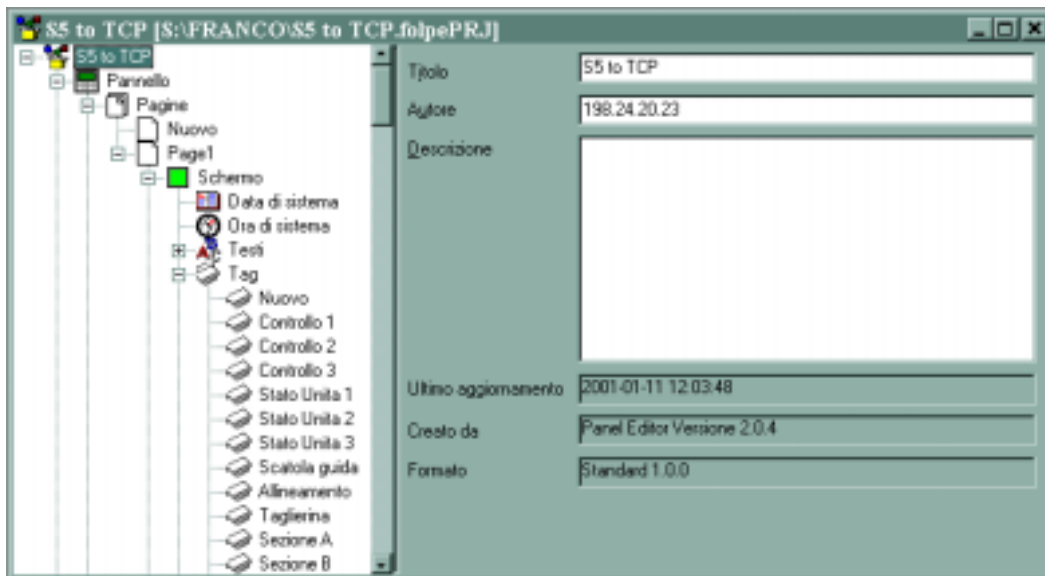 S5 to TCP [S:\FRANCO\S5 to TCP.folpePRJ]
S5 to TCP
Pannello
Pagine
Nuovo
Page1
Schermo
Data di sistema
Ora di sistema
Testi
Tag
Nuovo
Controllo 1
Controllo 2
Controllo 3
Stato Unita 1
Stato Unita 2
Stato Unita 3
Scatola guida
Allineamento
Taglierina
Sezione A
Sezione B
Titolo S5 to TCP
Autore 198.24.20.23
Descrizione
Ultimo aggiornamento 2001-01-11 12:03:48
Creato da Panel Editor Versione 2.0.4
Formato Standard 1.0.0